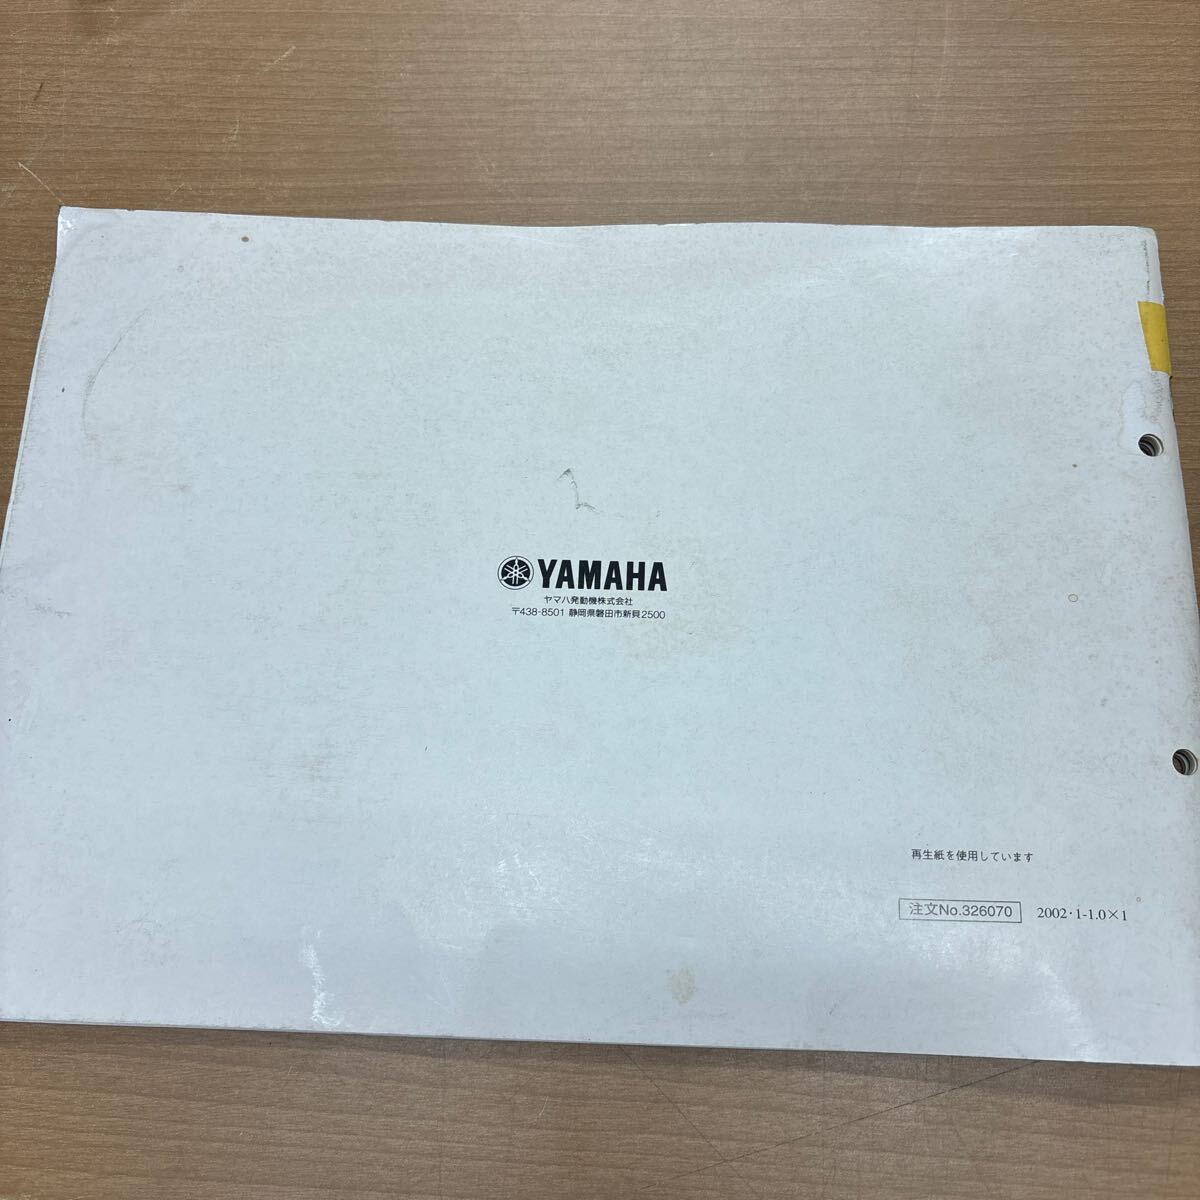 YAMAHA
ヤマハ発動機株式会社
〒438-8501 静岡県磐田市新貝2500
再生紙を使用しています
注文No.326070 2002・1-1.0×1